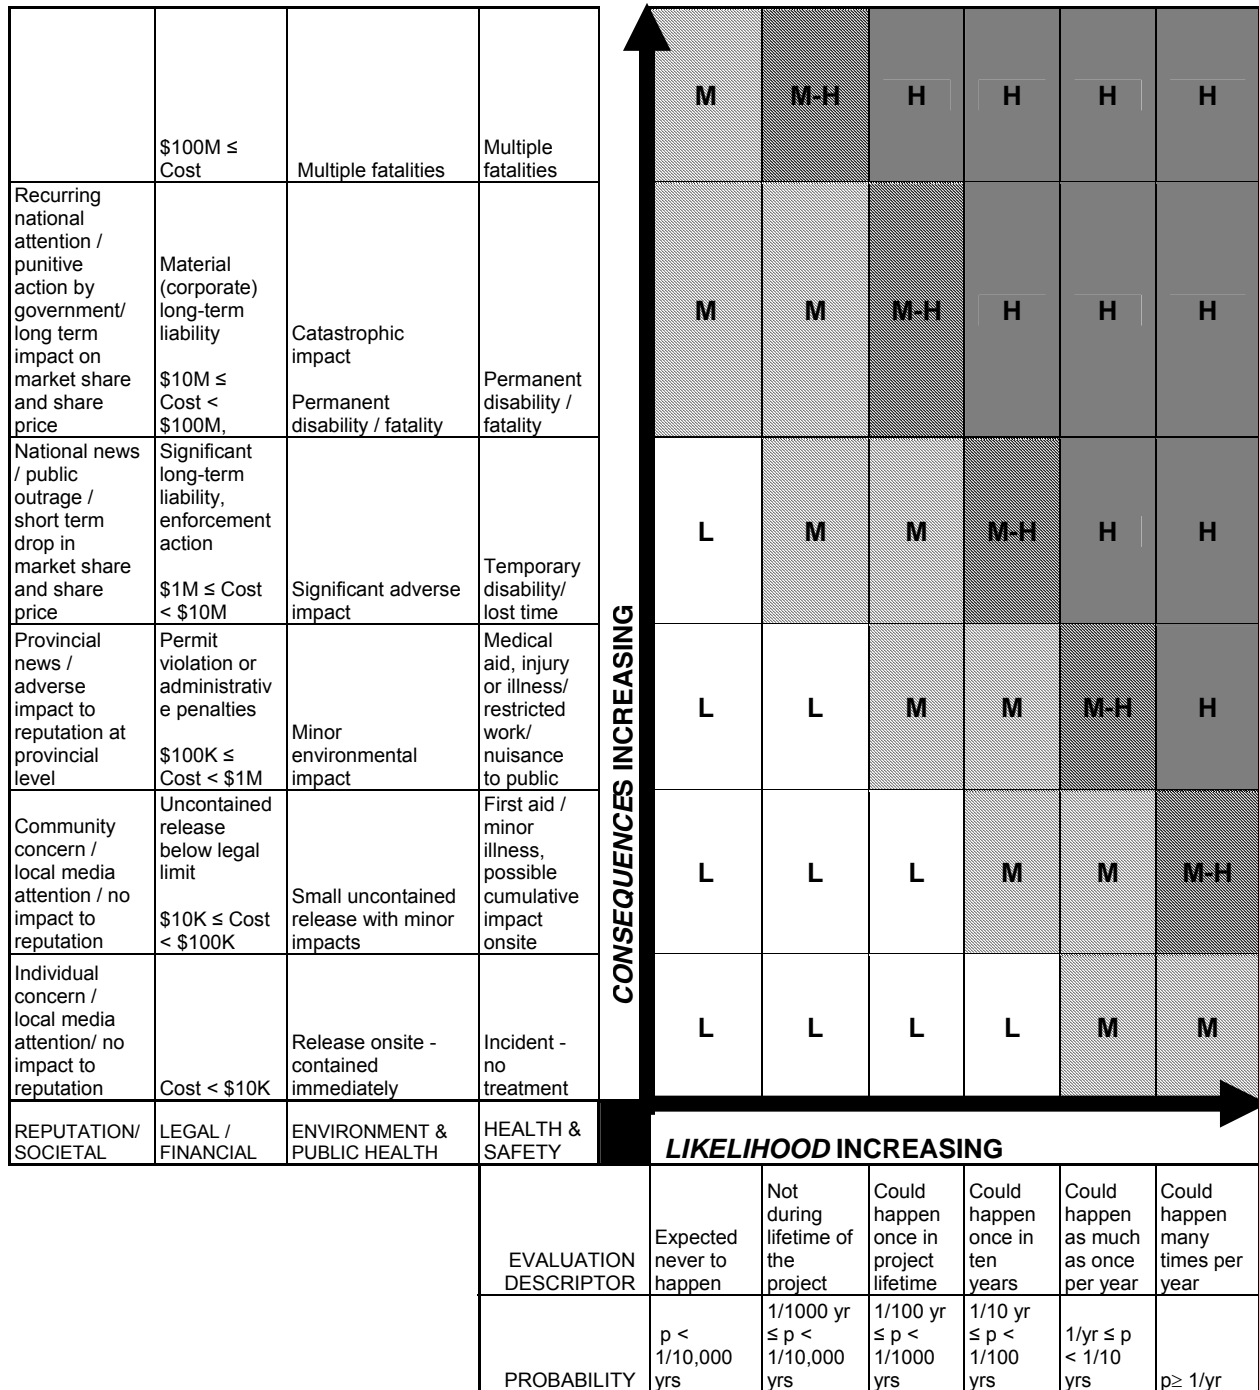 $100M ≤
Cost
Multiple fatalities
Multiple
fatalities
M
M-H
H
H
H
H
Recurring
national
attention /
punitive
action by
government/
long term
impact on
market share
and share
price
Material
(corporate)
long-term
liability
$10M ≤
Cost <
$100M,
Catastrophic
impact
Permanent
disability / fatality
Permanent
disability /
fatality
M
M
M-H
H
H
H
National news
/ public
outrage /
short term
drop in
market share
and share
price
Significant
long-term
liability,
enforcement
action
$1M ≤ Cost
< $10M
Significant adverse
impact
Temporary
disability/
lost time
L
M
M
M-H
H
H
Provincial
news /
adverse
impact to
reputation at
provincial
level
Permit
violation or
administrativ
e penalties
$100K ≤
Cost < $1M
Minor
environmental
impact
Medical
aid, injury
or illness/
restricted
work/
nuisance
to public
L
L
M
M
M-H
H
Community
concern /
local media
attention / no
impact to
reputation
Uncontained
release
below legal
limit
$10K ≤ Cost
< $100K
Small uncontained
release with minor
impacts
First aid /
minor
illness,
possible
cumulative
impact
onsite
L
L
L
M
M
M-H
Individual
concern /
local media
attention/ no
impact to
reputation
Cost < $10K
Release onsite -
contained
immediately
Incident -
no
treatment
L
L
L
L
M
M
CONSEQUENCES INCREASING
REPUTATION/
SOCIETAL
LEGAL /
FINANCIAL
ENVIRONMENT &
PUBLIC HEALTH
HEALTH &
SAFETY
LIKELIHOOD INCREASING
EVALUATION
DESCRIPTOR
Expected
never to
happen
Not
during
lifetime of
the
project
Could
happen
once in
project
lifetime
Could
happen
once in
ten
years
Could
happen
as much
as once
per year
Could
happen
many
times per
year
PROBABILITY
p <
1/10,000
yrs
1/1000 yr
≤ p <
1/10,000
yrs
1/100 yr
≤ p <
1/1000
yrs
1/10 yr
≤ p <
1/100
yrs
1/yr ≤ p
< 1/10
yrs
p≥ 1/yr